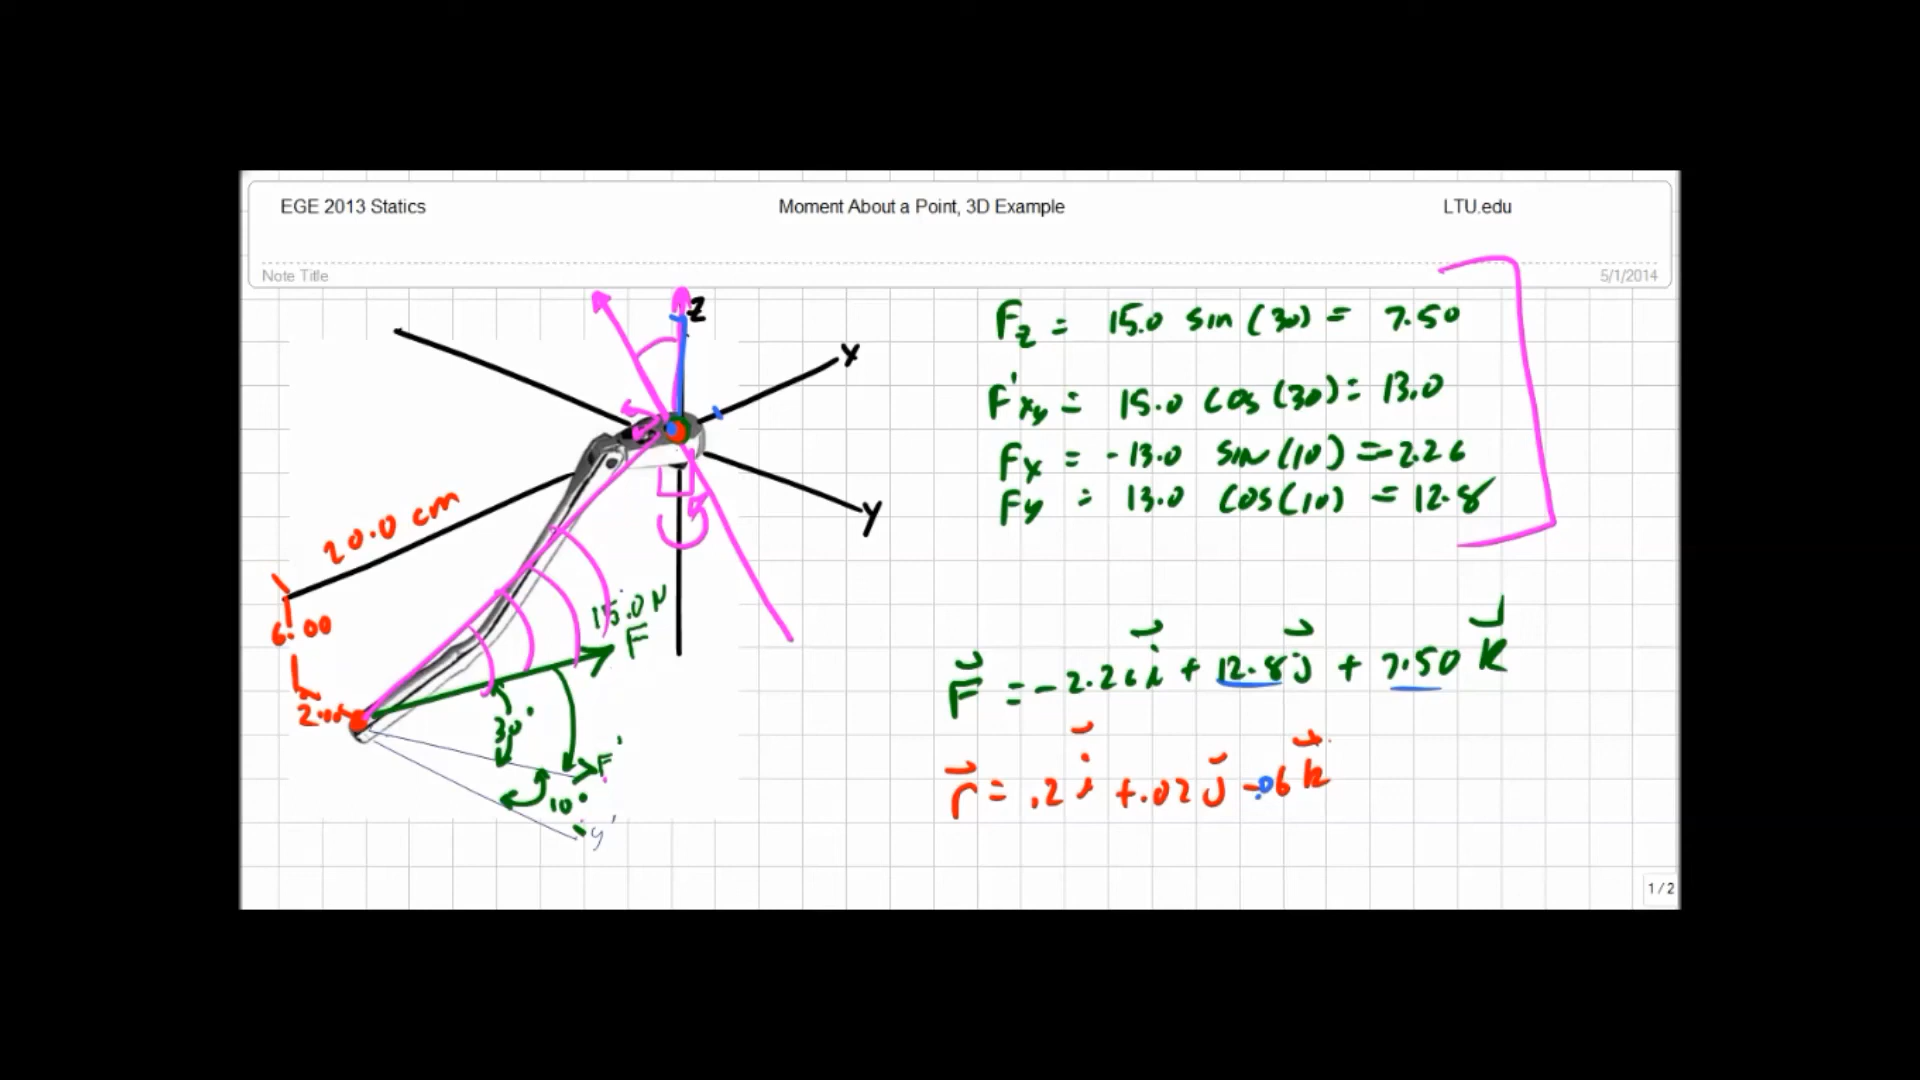 EGE 2013 Statics Moment About a Point, 3D Example LTU.edu
Note Title 5/1/2014
z
x
y
20.0 cm
6.00
15.0 N
F
30°
F'
10°
y'
Fz = 15.0 sin (30) = 7.50
F'xy = 15.0 cos (30) = 13.0
Fx = -13.0 sin (10) = -2.26
Fy = 13.0 cos (10) = 12.8
F = -2.26 i + 12.8 j + 7.50 k
r = .2 i + .02 j - .06 k
1 / 2